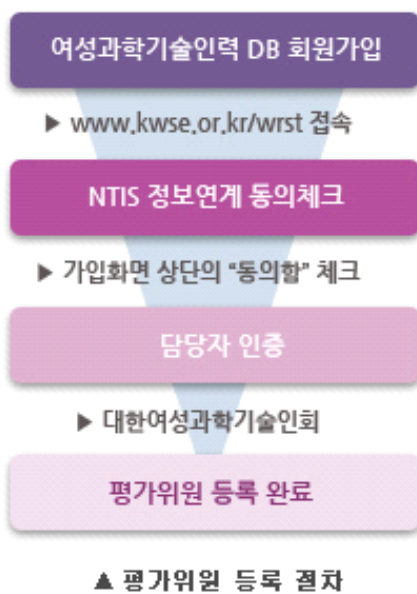 여성과학기술인력 DB 회원가입
▶ www.kwse.or.kr/wrst 접속
NTIS 정보연계 동의체크
▶ 가입화면 상단의 “동의함” 체크
담당자 인증
▶ 대한여성과학기술인회
평가위원 등록 완료
▲ 평가위원 등록 절차